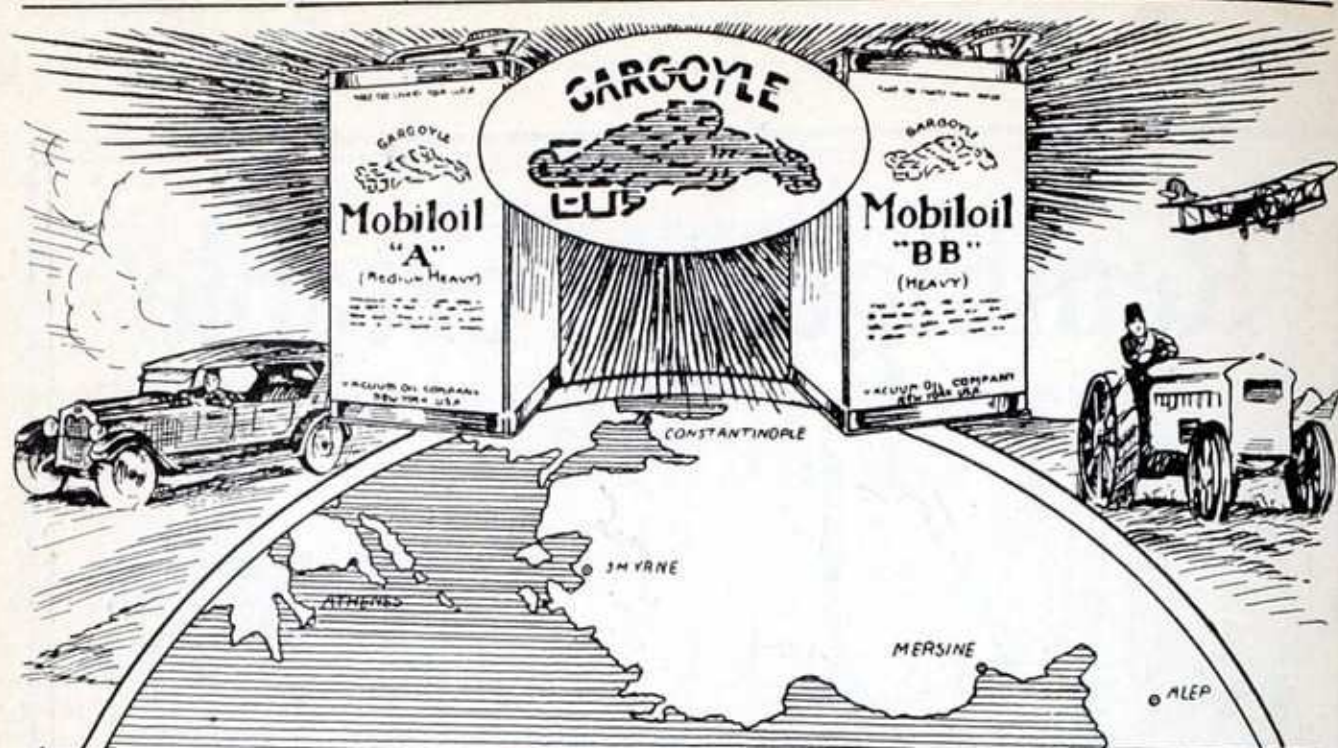 GARGOYLE
GARGOYLE
Mobiloil
"A"
(MEDIUM HEAVY)
VACUUM OIL COMPANY
NEW YORK USA
GARGOYLE
Mobiloil
"BB"
(HEAVY)
VACUUM OIL COMPANY
NEW YORK USA
CONSTANTINOPLE
SMYRNE
ATHENES
MERSINE
ALEP